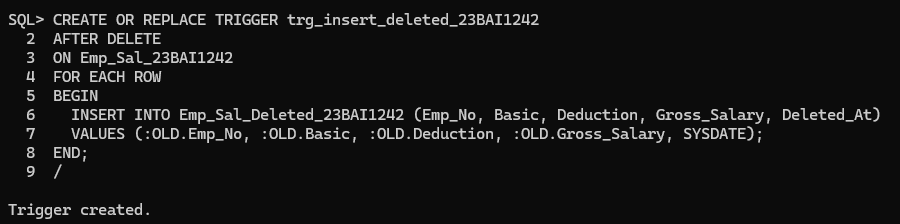 SQL> CREATE OR REPLACE TRIGGER trg_insert_deleted_23BAI1242
  2  AFTER DELETE
  3  ON Emp_Sal_23BAI1242
  4  FOR EACH ROW
  5  BEGIN
  6    INSERT INTO Emp_Sal_Deleted_23BAI1242 (Emp_No, Basic, Deduction, Gross_Salary, Deleted_At)
  7    VALUES (:OLD.Emp_No, :OLD.Basic, :OLD.Deduction, :OLD.Gross_Salary, SYSDATE);
  8  END;
  9  /
Trigger created.